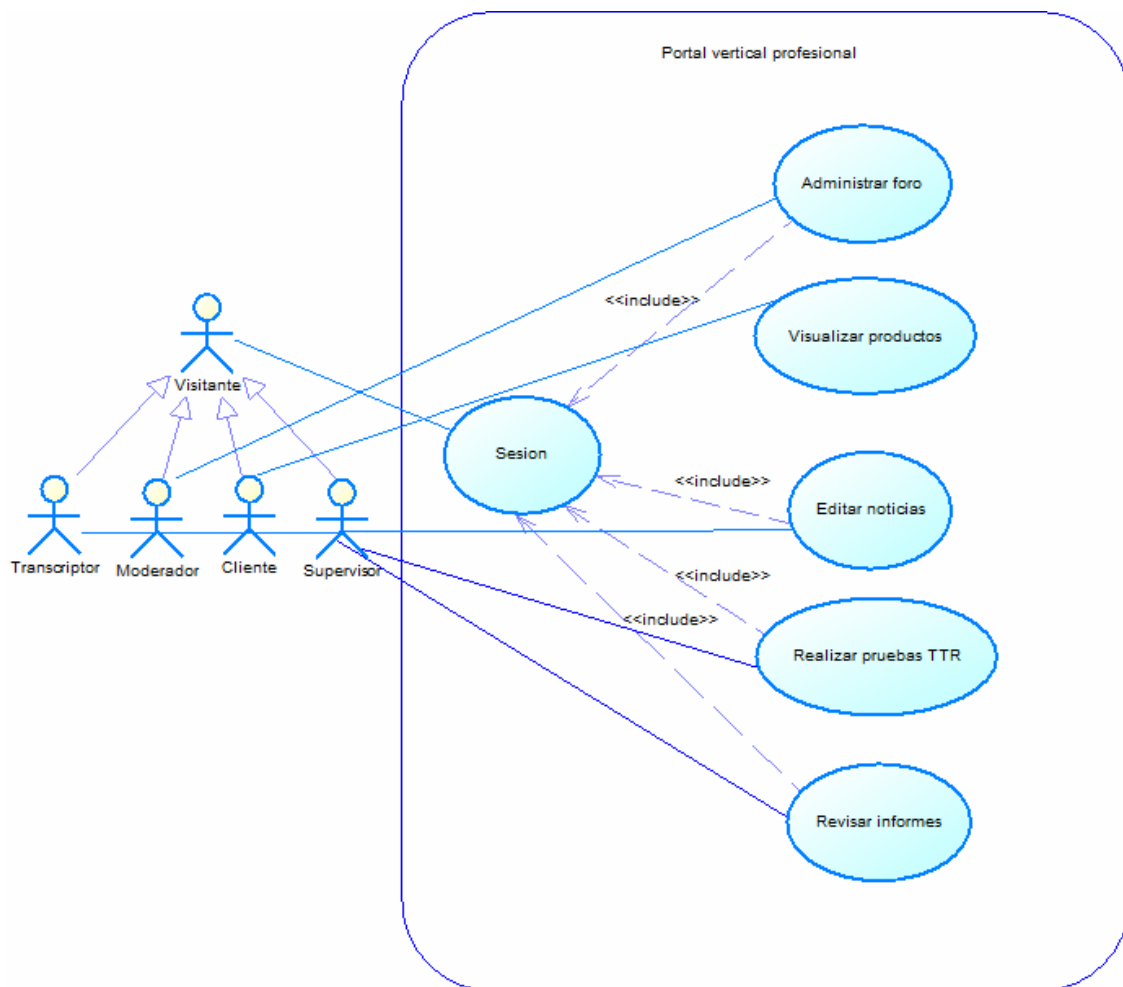 Portal vertical profesional
Administrar foro
<<include>>
Visualizar productos
Visitante
Sesion
<<include>>
Editar noticias
Transcriptor
Moderador
Cliente
Supervisor
<<include>>
<<include>>
Realizar pruebas TTR
Revisar informes